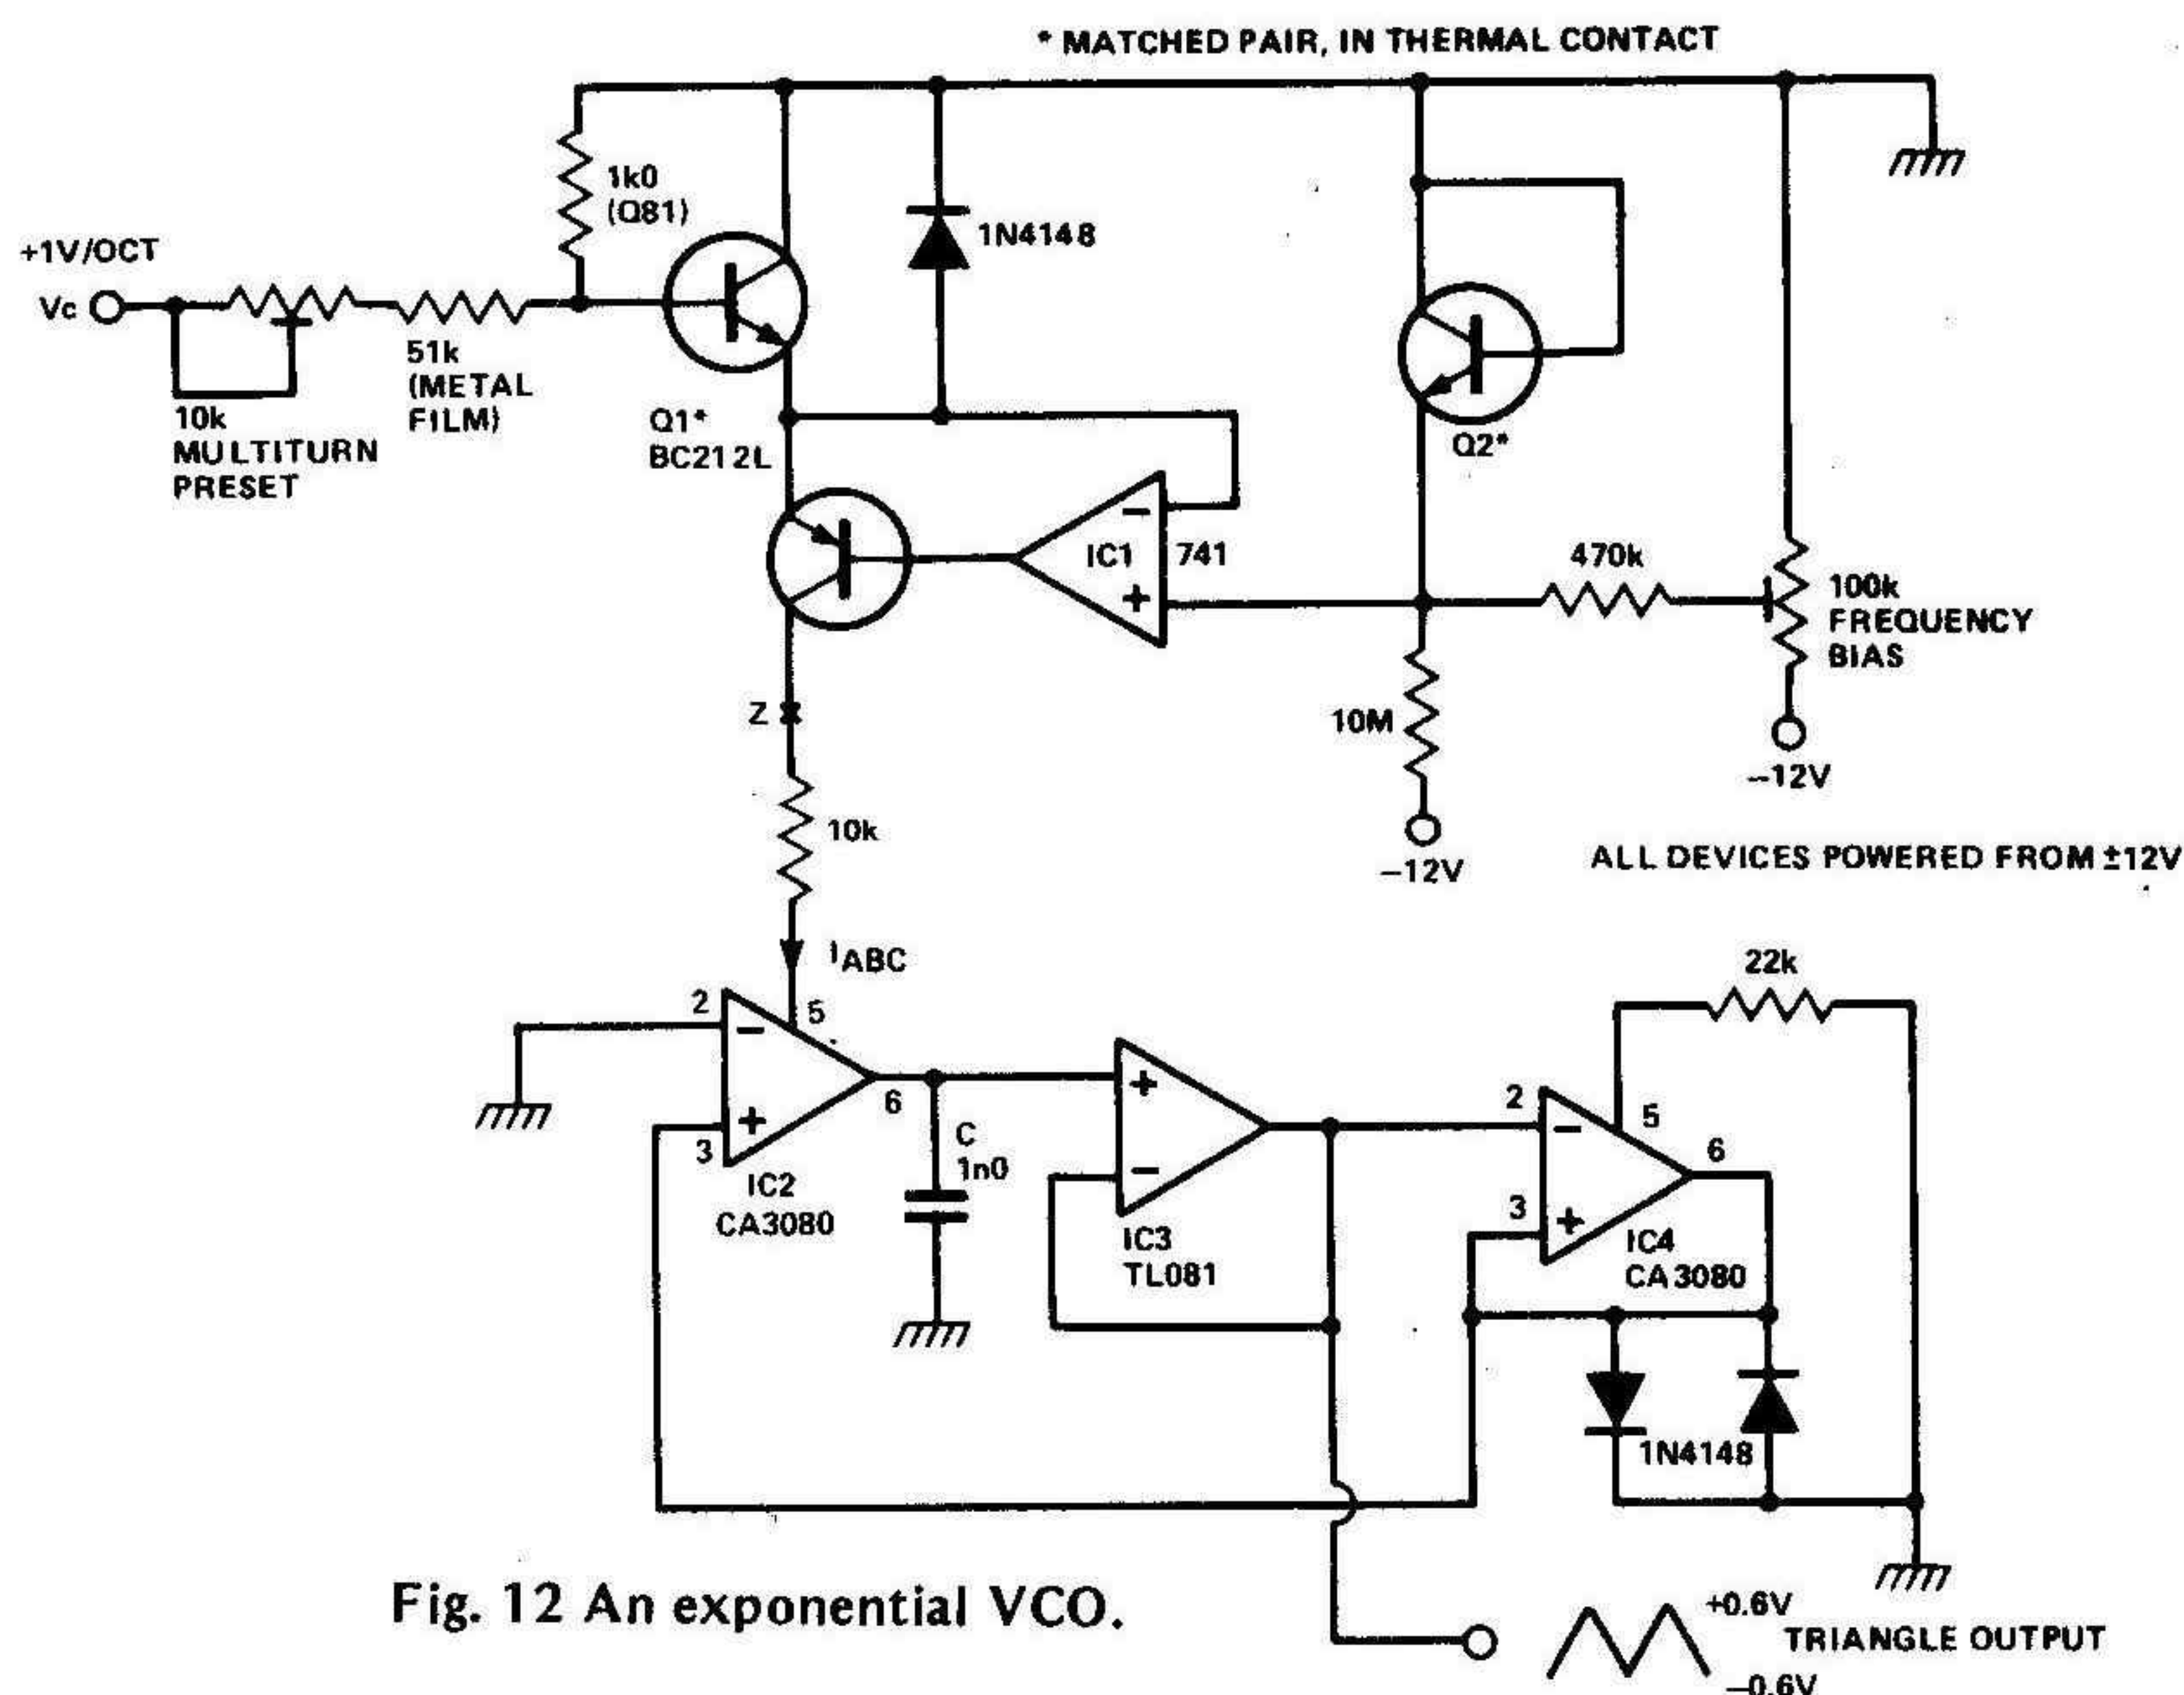 * MATCHED PAIR, IN THERMAL CONTACT
1k0
(Q81)
+1V/OCT
Vc
1N4148
51k
(METAL
FILM)
10k
MULTITURN
PRESET
Q1*
BC212L
Q2*
−
IC1
741
+
470k
100k
FREQUENCY
BIAS
Z
10M
−12V
−12V
10k
ALL DEVICES POWERED FROM ±12V
IABC
22k
2
5
−
+
3
6
IC2
CA3080
C
1n0
+
−
IC3
TL081
2
5
6
−
3
+
IC4
CA3080
1N4148
Fig. 12 An exponential VCO.
+0.6V
TRIANGLE OUTPUT
−0.6V